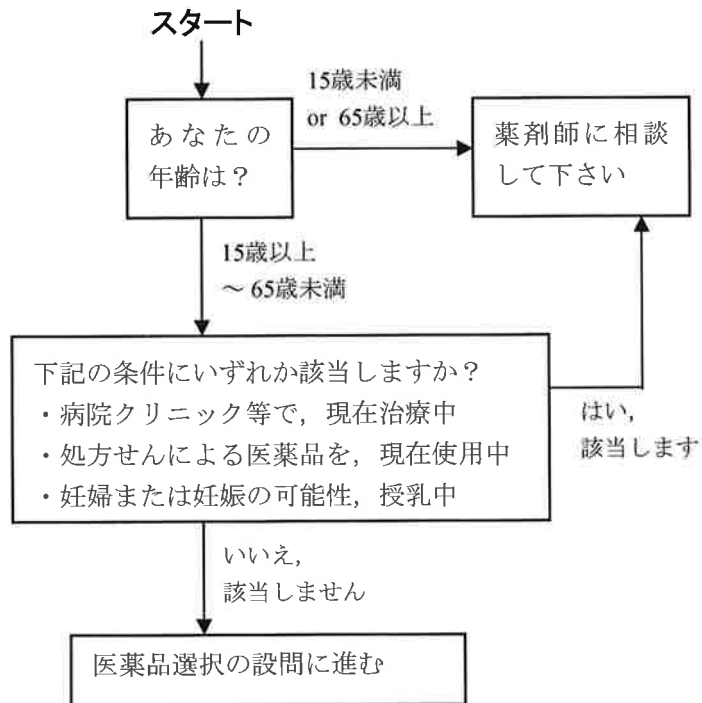 スタート
15歳未満
or 65歳以上
あなたの
年齢は？
薬剤師に相談
して下さい
15歳以上
～65歳未満
下記の条件にいずれか該当しますか？
・病院クリニック等で，現在治療中
・処方せんによる医薬品を，現在使用中
・妊婦または妊娠の可能性，授乳中
はい，
該当します
いいえ，
該当しません
医薬品選択の設問に進む